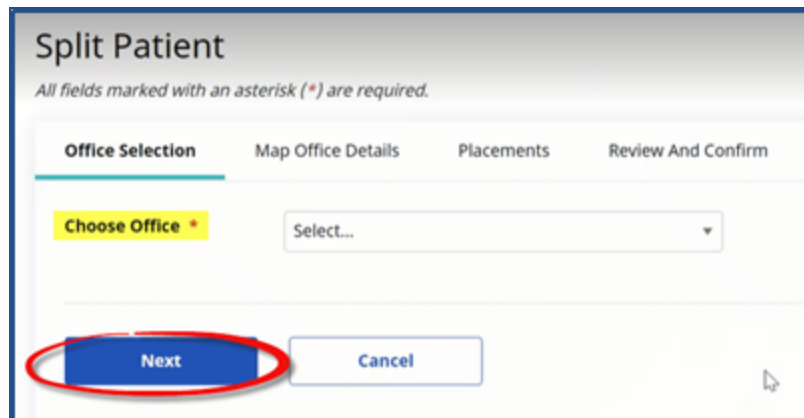 Split Patient
All fields marked with an asterisk (*) are required.
Office Selection Map Office Details Placements Review And Confirm
Choose Office * Select...
Next Cancel